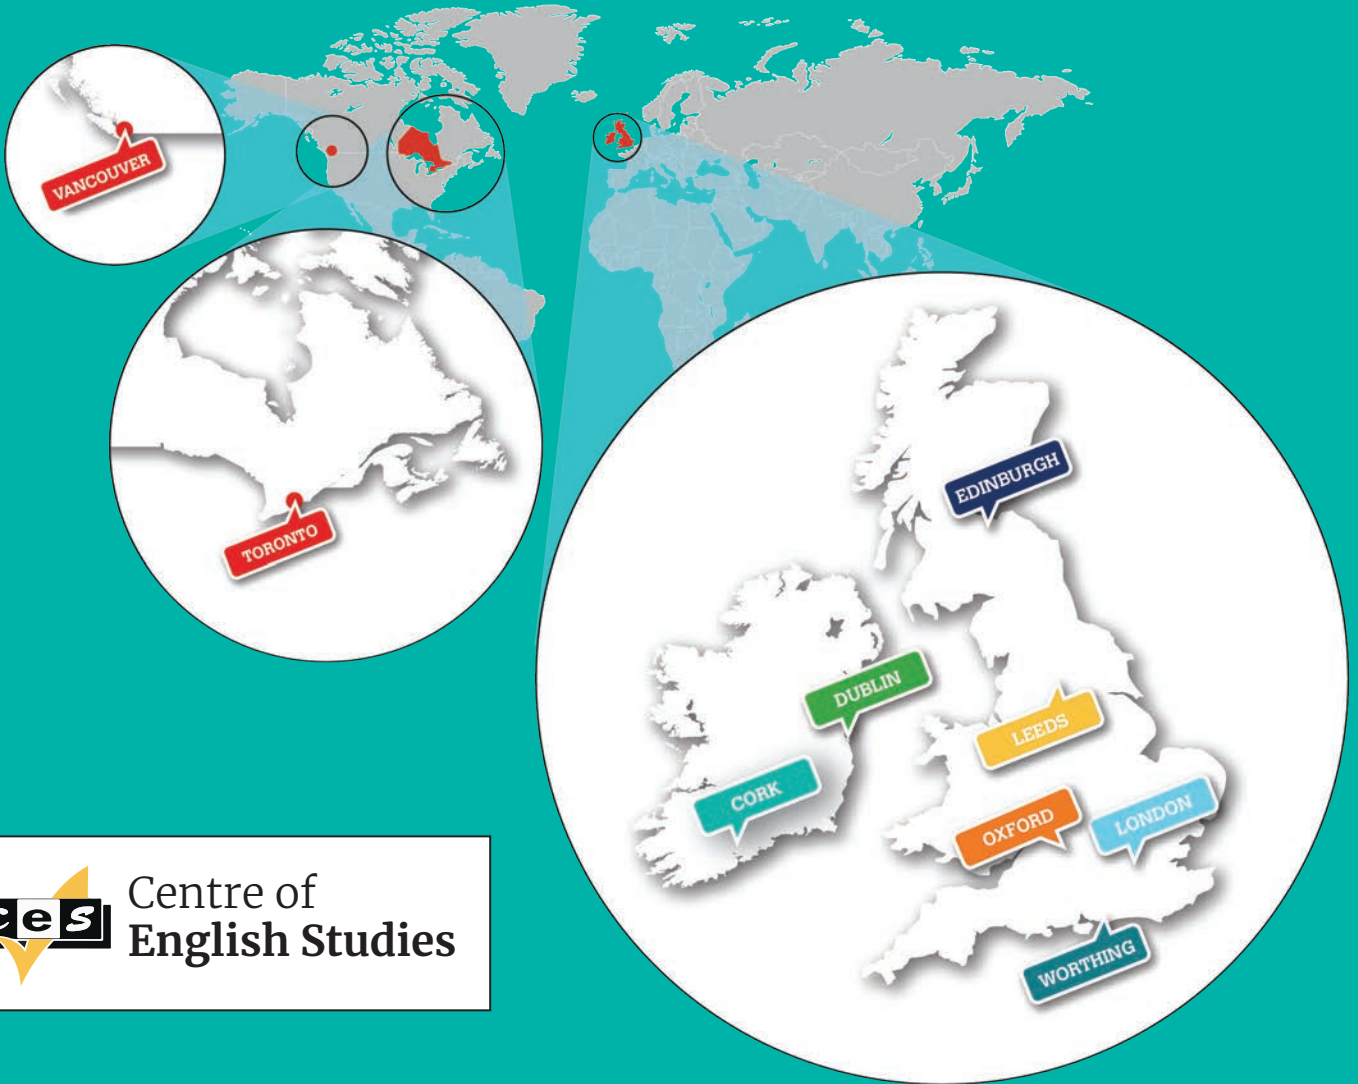 VANCOUVER
TORONTO
EDINBURGH
DUBLIN
LEEDS
CORK
OXFORD
LONDON
WORTHING
ces
Centre of
English Studies